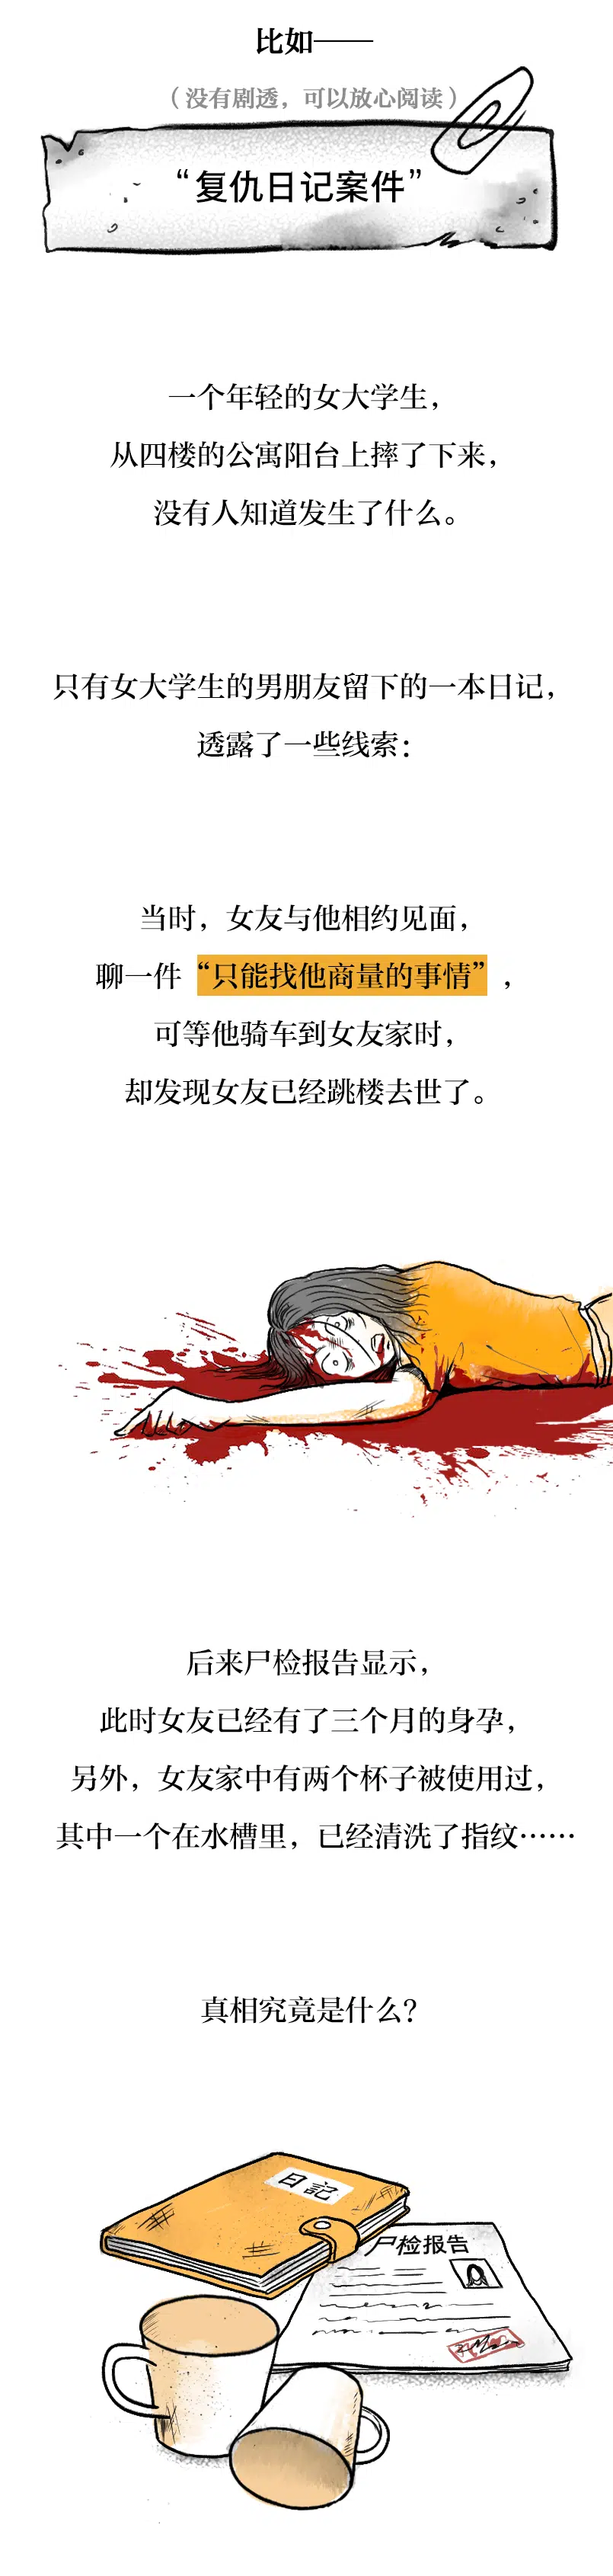 比如——
（没有剧透，可以放心阅读）
“复仇日记案件”
一个年轻的女大学生，
从四楼的公寓阳台上摔了下来，
没有人知道发生了什么。
只有女大学生的男朋友留下的一本日记，
透露了一些线索：
当时，女友与他相约见面，
聊一件“只能找他商量的事情”，
可等他骑车到女友家时，
却发现女友已经跳楼去世了。
后来尸检报告显示，
此时女友已经有了三个月的身孕，
另外，女友家中有两个杯子被使用过，
其中一个在水槽里，已经清洗了指纹……
真相究竟是什么？
日記
尸检报告